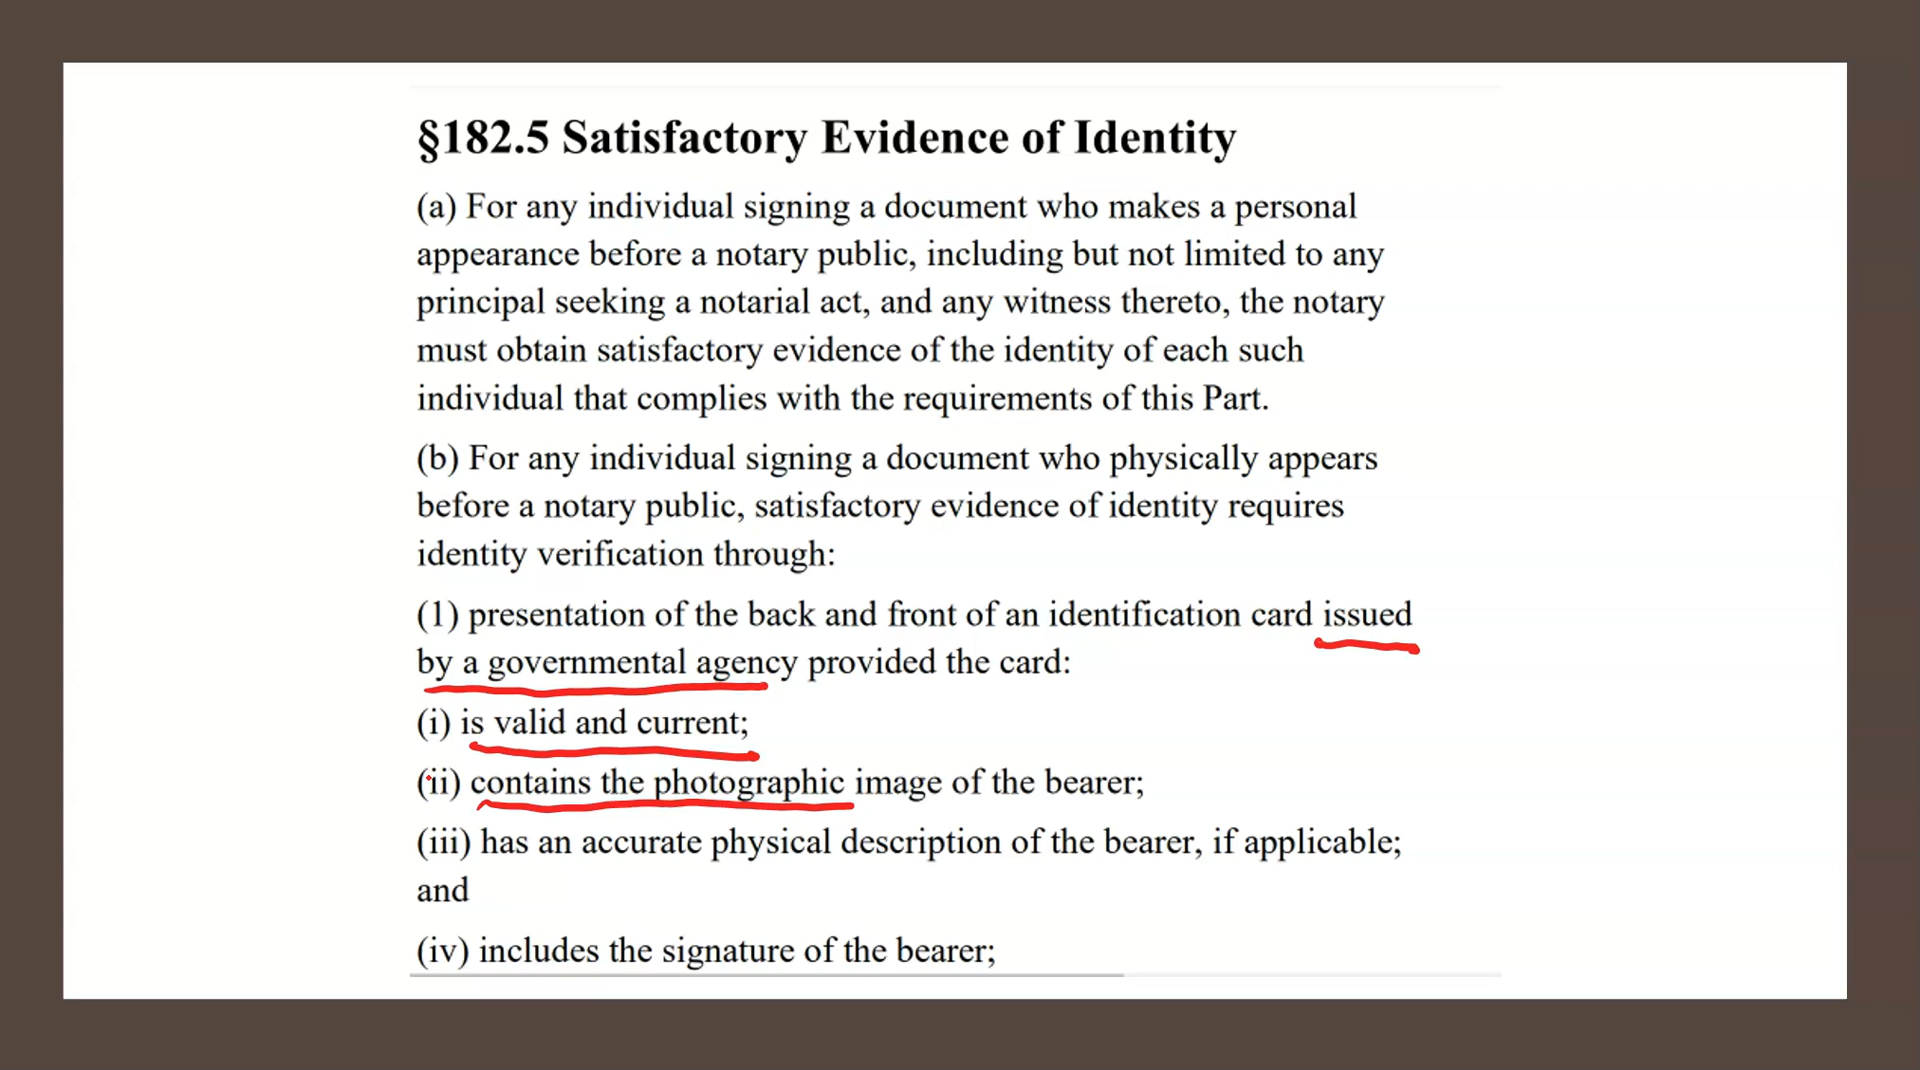 §182.5 Satisfactory Evidence of Identity
(a) For any individual signing a document who makes a personal
appearance before a notary public, including but not limited to any
principal seeking a notarial act, and any witness thereto, the notary
must obtain satisfactory evidence of the identity of each such
individual that complies with the requirements of this Part.
(b) For any individual signing a document who physically appears
before a notary public, satisfactory evidence of identity requires
identity verification through:
(1) presentation of the back and front of an identification card issued
by a governmental agency provided the card:
(i) is valid and current;
(ii) contains the photographic image of the bearer;
(iii) has an accurate physical description of the bearer, if applicable;
and
(iv) includes the signature of the bearer;